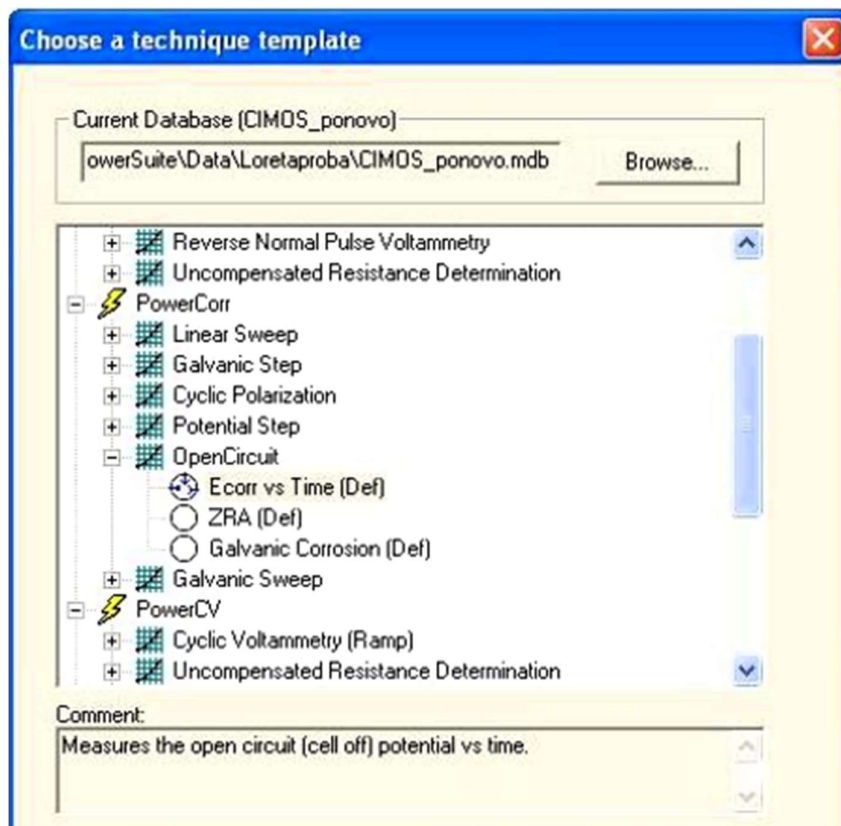 Choose a technique template
Current Database (CIMOS_ponovo)
owerSuite\Data\Loretaproba\CIMOS_ponovo.mdb
Browse...
Reverse Normal Pulse Voltammetry
Uncompensated Resistance Determination
PowerCorr
Linear Sweep
Galvanic Step
Cyclic Polarization
Potential Step
OpenCircuit
Ecorr vs Time (Def)
ZRA (Def)
Galvanic Corrosion (Def)
Galvanic Sweep
PowerCV
Cyclic Voltammetry (Ramp)
Uncompensated Resistance Determination
Comment:
Measures the open circuit (cell off) potential vs time.